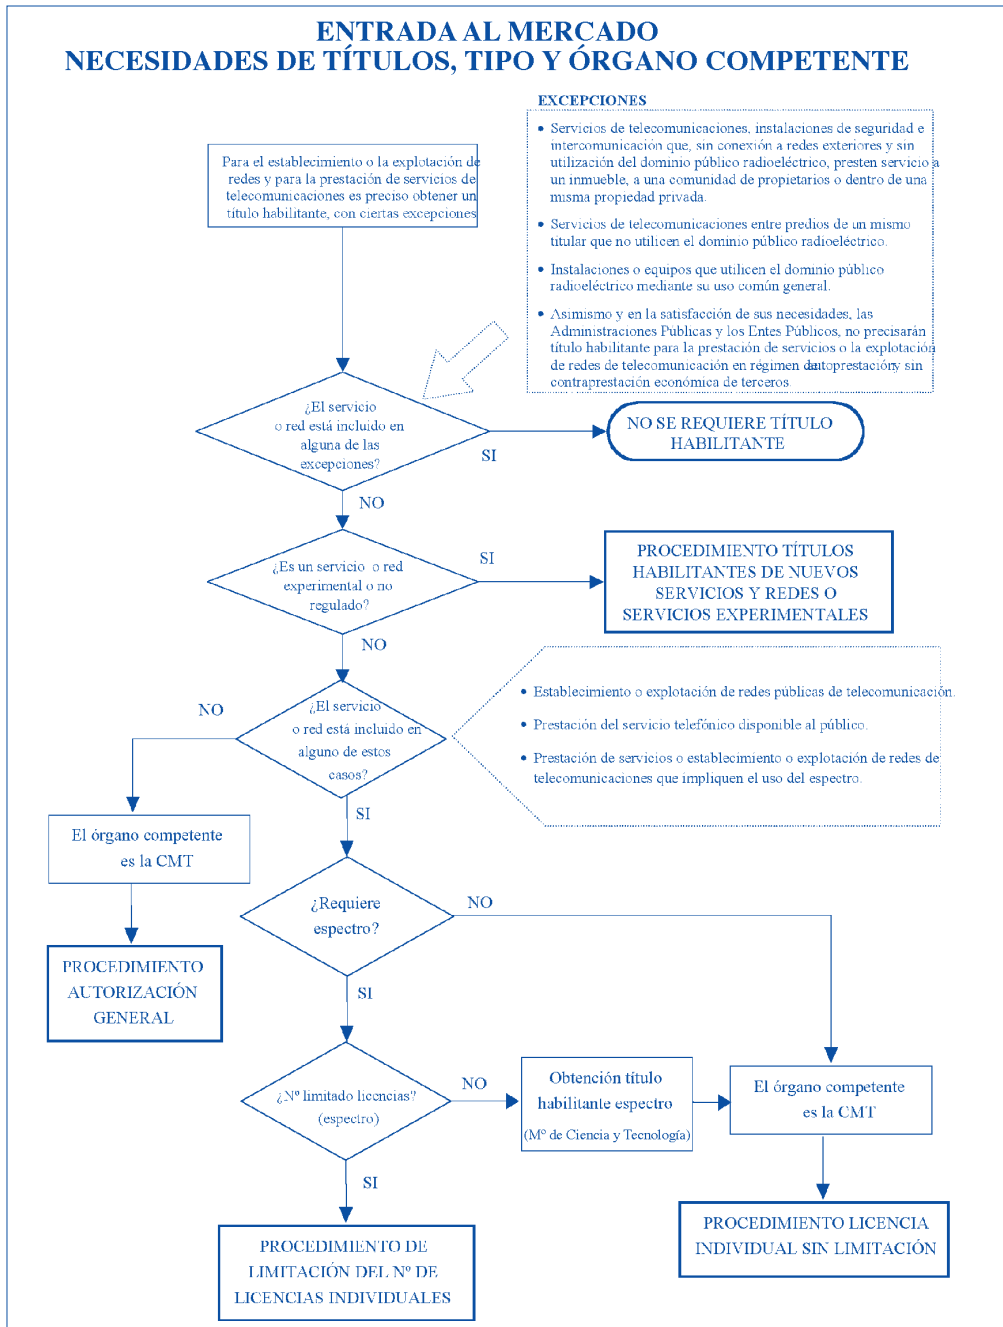 ENTRADA AL MERCADO
NECESIDADES DE TÍTULOS, TIPO Y ÓRGANO COMPETENTE
EXCEPCIONES
• Servicios de telecomunicaciones, instalaciones de seguridad e
intercomunicación que, sin conexión a redes exteriores y sin
utilización del dominio público radioeléctrico, presten servicio a
un inmueble, a una comunidad de propietarios o dentro de una
misma propiedad privada.
• Servicios de telecomunicaciones entre predios de un mismo
titular que no utilicen el dominio público radioeléctrico.
• Instalaciones o equipos que utilicen el dominio público
radioeléctrico mediante su uso común general.
• Asimismo y en la satisfacción de sus necesidades, las
Administraciones Públicas y los Entes Públicos, no precisarán
título habilitante para la prestación de servicios o la explotación
de redes de telecomunicación en régimen de autoprestación y sin
contraprestación económica de terceros.
Para el establecimiento o la explotación de
redes y para la prestación de servicios de
telecomunicaciones es preciso obtener un
título habilitante, con ciertas excepciones
¿El servicio
o red está incluido en
alguna de las
excepciones?
SI
NO SE REQUIERE TÍTULO
HABILITANTE
NO
¿Es un servicio o red
experimental o no
regulado?
SI
PROCEDIMIENTO TÍTULOS
HABILITANTES DE NUEVOS
SERVICIOS Y REDES O
SERVICIOS EXPERIMENTALES
NO
¿El servicio
o red está incluido en
alguno de estos
casos?
NO
• Establecimiento o explotación de redes públicas de telecomunicación.
• Prestación del servicio telefónico disponible al público.
• Prestación de servicios o establecimiento o explotación de redes de
telecomunicaciones que impliquen el uso del espectro.
SI
El órgano competente
es la CMT
PROCEDIMIENTO
AUTORIZACIÓN
GENERAL
¿Requiere
espectro?
NO
SI
¿Nº limitado licencias?
(espectro)
NO
Obtención título
habilitante espectro
(Mº de Ciencia y Tecnología)
El órgano competente
es la CMT
SI
PROCEDIMIENTO DE
LIMITACIÓN DEL Nº DE
LICENCIAS INDIVIDUALES
PROCEDIMIENTO LICENCIA
INDIVIDUAL SIN LIMITACIÓN